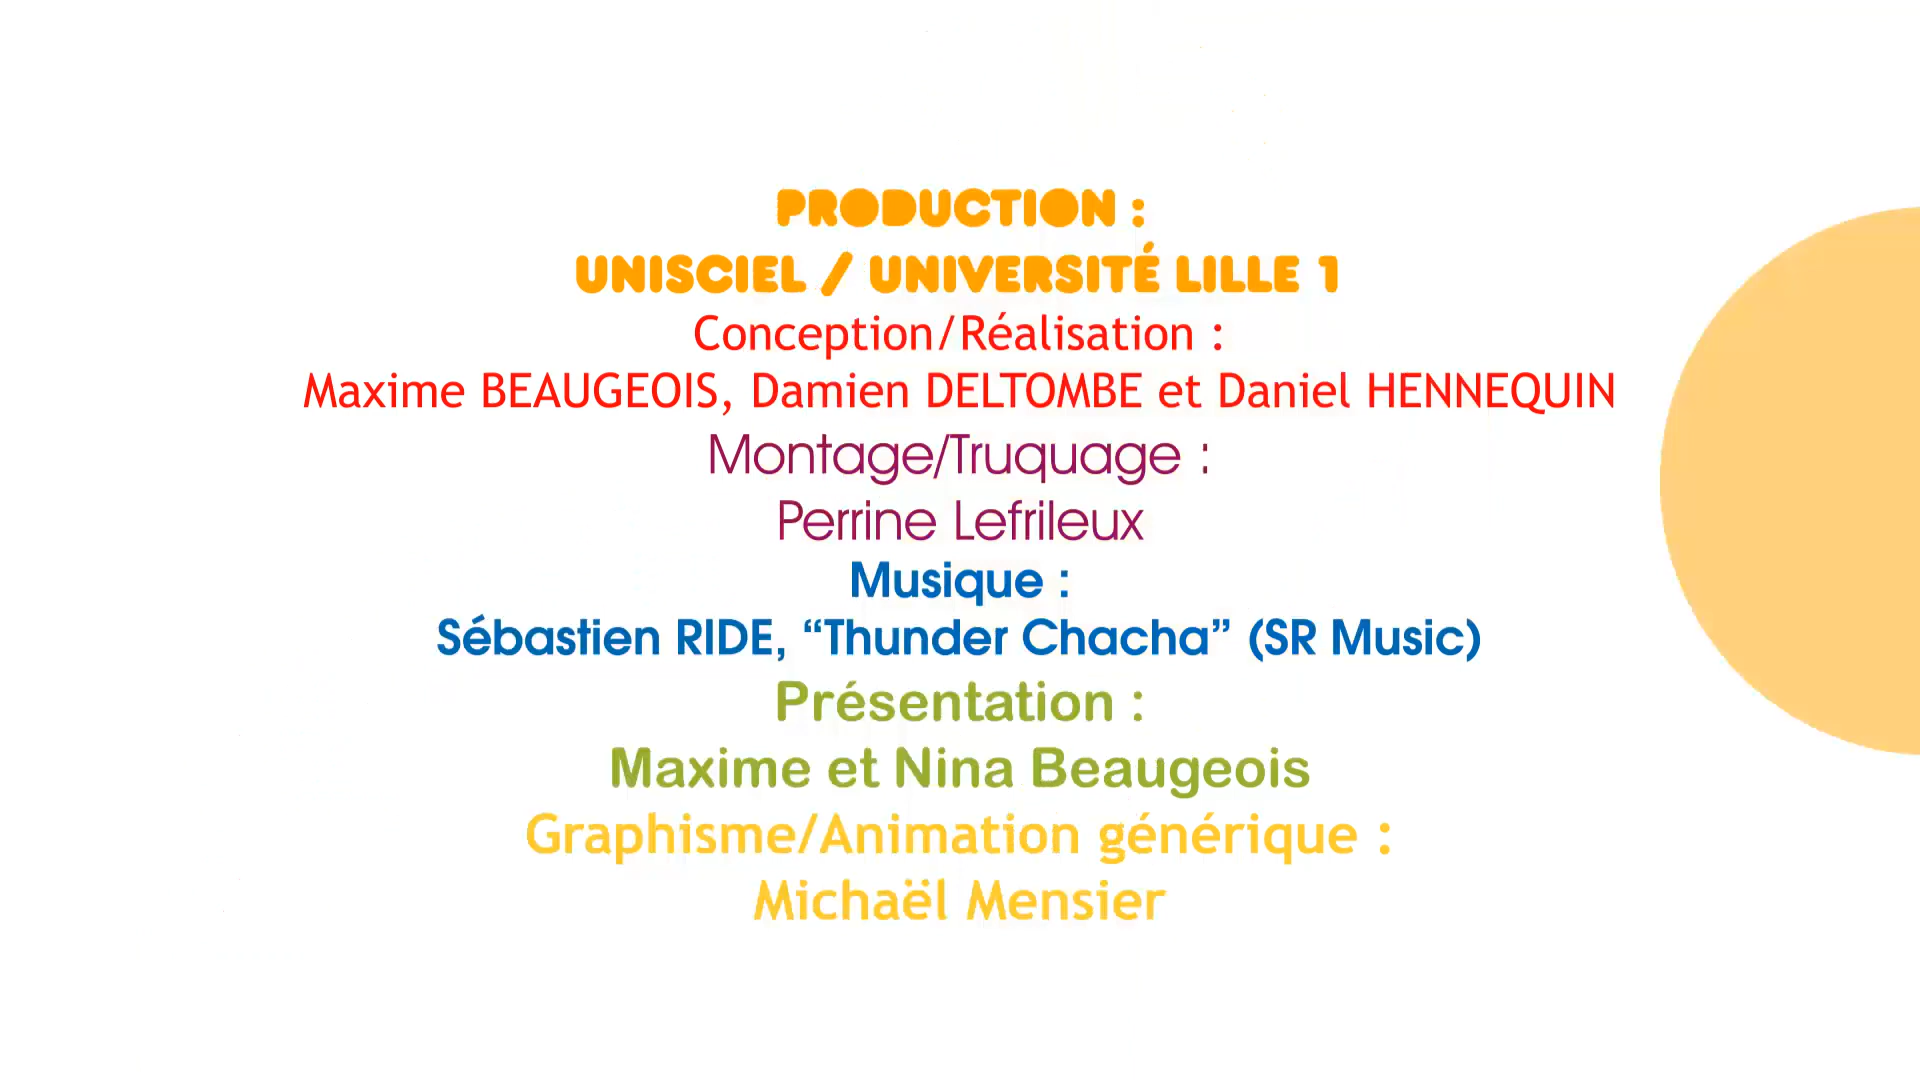 PRODUCTION :
UNISCIEL / UNIVERSITÉ LILLE 1
Conception/Réalisation :
Maxime BEAUGEOIS, Damien DELTOMBE et Daniel HENNEQUIN
Montage/Truquage :
Perrine Lefrileux
Musique :
Sébastien RIDE, “Thunder Chacha” (SR Music)
Présentation :
Maxime et Nina Beaugeois
Graphisme/Animation générique :
Michaël Mensier